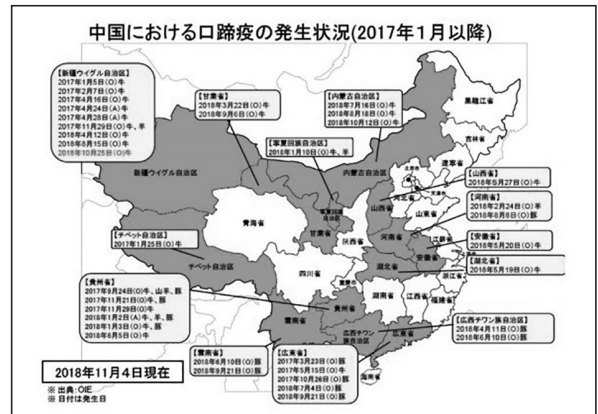 中国における口蹄疫の発生状況(2017年1月以降)
【新疆ウイグル自治区】
2017年1月5日(O)牛
2017年2月7日(O)牛
2017年4月16日(O)牛
2017年4月24日(A)牛
2017年4月28日(A)牛
2017年11月29日(O)牛、羊
2018年4月12日(O)牛
2018年8月15日(O)牛
2018年10月25日(O)牛
【甘粛省】
2018年3月22日(O)牛
2018年9月6日(O)牛
【内蒙古自治区】
2018年7月16日(O)牛
2018年8月18日(O)牛
2018年10月12日(O)牛
【寧夏回族自治区】
2018年1月10日(O)牛、羊
黒龍江省
吉林省
遼寧省
新疆ウイグル自治区
内蒙古自治区
北京市
天津市
河北省
山西省
山東省
【山西省】
2018年5月27日(O)牛
【河南省】
2018年2月24日(O)羊
2018年8月8日(O)豚
青海省
寧夏回族
自治区
甘粛省
陝西省
河南省
江蘇省
安徽省
【安徽省】
2018年5月20日(O)牛
【チベット自治区】
2017年1月25日(O)牛
チベット自治区
四川省
重慶市
湖北省
浙江省
【湖北省】
2018年5月19日(O)牛
【貴州省】
2017年9月24日(O)牛、山羊、豚
2017年11月21日(O)牛、豚
2017年11月29日(O)牛
2018年1月2日(A)牛、羊、豚
2018年1月3日(O)牛、豚
2018年8月5日(O)牛
湖南省
江西省
福建省
貴州省
雲南省
広西チワン
族自治区
広東省
海南省
【広西チワン族自治区】
2018年4月11日(O)豚
2018年6月10日(O)豚
【雲南省】
2018年6月10日(O)豚
2018年9月21日(O)豚
【広東省】
2017年3月23日(O)豚
2017年5月15日(O)牛
2017年10月26日(O)豚
2018年7月4日(O)豚
2018年9月21日(O)豚
2018年11月4日現在
※ 出典:OIE
※ 日付は発生日